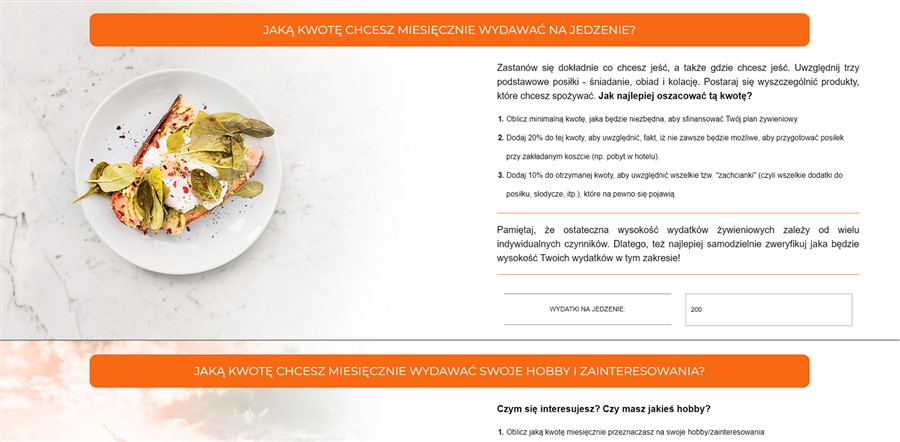 JAKĄ KWOTĘ CHCESZ MIESIĘCZNIE WYDAWAĆ NA JEDZENIE?
Zastanów się dokładnie co chcesz jeść, a także gdzie chcesz jeść. Uwzględnij trzy
podstawowe posiłki - śniadanie, obiad i kolację. Postaraj się wyszczególnić produkty,
które chcesz spożywać. Jak najlepiej oszacować tą kwotę?
1. Oblicz minimalną kwotę, jaka będzie niezbędna, aby sfinansować Twój plan żywieniowy.
2. Dodaj 20% do tej kwoty, aby uwzględnić, fakt, iż nie zawsze będzie możliwe, aby przygotować posiłek
przy zakładanym koszcie (np. pobyt w hotelu).
3. Dodaj 10% do otrzymanej kwoty, aby uwzględnić wszelkie tzw. "zachcianki" (czyli wszelkie dodatki do
posiłku, słodycze, itp.), które na pewno się pojawią.
Pamiętaj, że ostateczna wysokość wydatków żywieniowych zależy od wielu
indywidualnych czynników. Dlatego, też najlepiej samodzielnie zweryfikuj jaka będzie
wysokość Twoich wydatków w tym zakresie!
WYDATKI NA JEDZENIE:
200
JAKĄ KWOTĘ CHCESZ MIESIĘCZNIE WYDAWAĆ SWOJE HOBBY I ZAINTERESOWANIA?
Czym się interesujesz? Czy masz jakieś hobby?
1. Oblicz jaką kwotę miesięcznie przeznaczasz na swoje hobby/zainteresowania